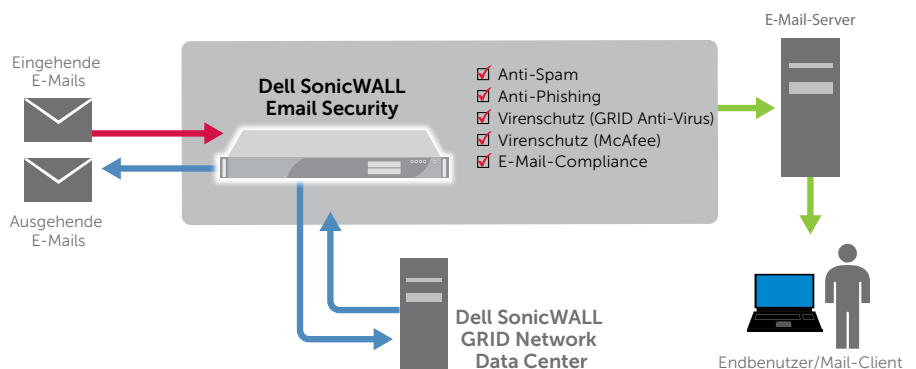 Eingehende
E-Mails
Ausgehende
E-Mails
Dell SonicWALL
Email Security
Anti-Spam
Anti-Phishing
Virenschutz (GRID Anti-Virus)
Virenschutz (McAfee)
E-Mail-Compliance
E-Mail-Server
Dell SonicWALL
GRID Network
Data Center
Endbenutzer/Mail-Client